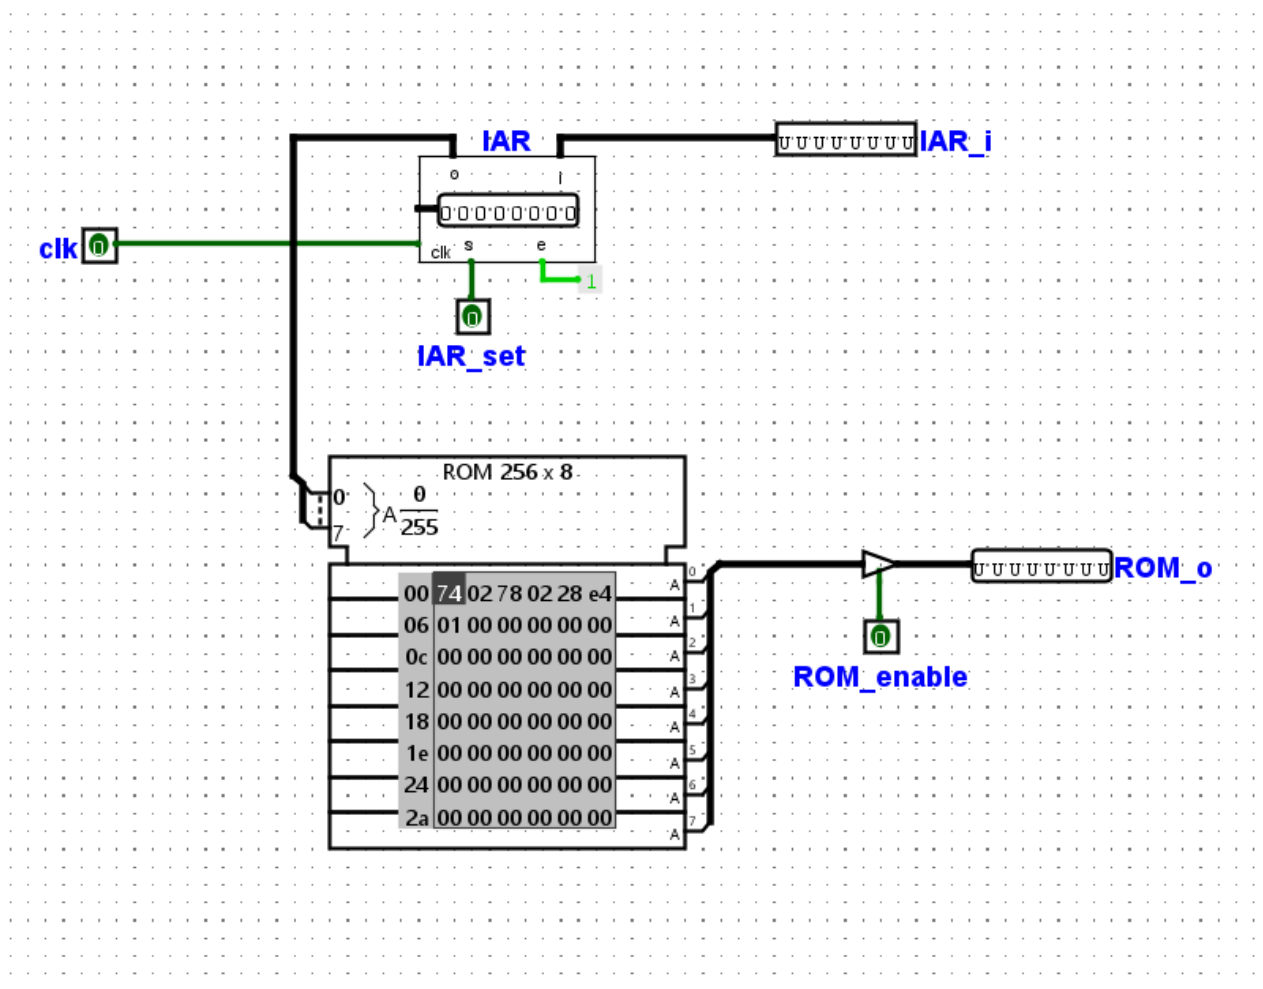 IAR
UUUUUUUU IAR_i
o i
00000000
clk 0
clk s e
1
0
IAR_set
ROM 256 x 8
0
7
A 0
255
00 74 02 78 02 28 e4
06 01 00 00 00 00 00
0c 00 00 00 00 00 00
12 00 00 00 00 00 00
18 00 00 00 00 00 00
1e 00 00 00 00 00 00
24 00 00 00 00 00 00
2a 00 00 00 00 00 00
A 0
A 1
A 2
A 3
A 4
A 5
A 6
A 7
UUUUUUUU ROM_o
0
ROM_enable